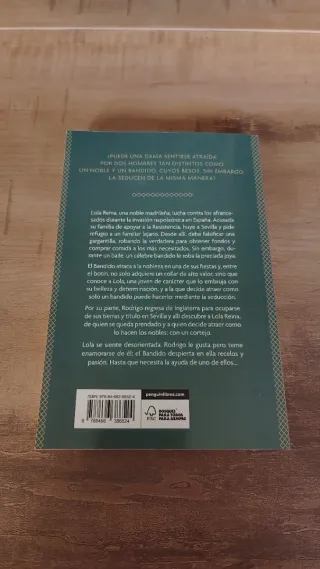 ¿PUEDE UNA DAMA SENTIRSE ATRAÍDA
POR DOS HOMBRES TAN DISTINTOS COMO
UN NOBLE Y UN BANDIDO, CUYOS BESOS, SIN EMBARGO,
LA SEDUCEN DE LA MISMA MANERA?
Lola Reina, una noble madrileña, lucha contra los afrance-
sados durante la invasión napoleónica en España. Acusada
su familia de apoyar a la Resistencia, huye a Sevilla y pide
refugio a un familiar lejano. Desde allí, debe falsificar una
gargantilla, robando la verdadera para obtener fondos y
comprar comida a los más necesitados. Sin embargo, du-
rante un baile, un célebre bandido le roba la preciada joya.
El Bandido ataca a la nobleza en una de sus fiestas y, entre
el botín, no solo adquiere un collar de alto valor, sino que
conoce a Lola, una joven de carácter que lo embruja con
su belleza y determinación, y a la que decide atraer como
solo un bandido puede hacerlo: mediante la seducción.
Por su parte, Rodrigo regresa de Inglaterra para ocuparse
de sus tierras y título en Sevilla y allí descubre a Lola Reina,
de quien se queda prendado y a quien decide atraer como
lo hacen los nobles: con un cortejo.
Lola se siente desorientada. Rodrigo le gusta pero teme
enamorarse de él; el Bandido despierta en ella recelos y
pasión. Hasta que necesita la ayuda de uno de ellos...
penguinlibros.com
FSC
BOSQUES
PARA TODOS
PARA SIEMPRE